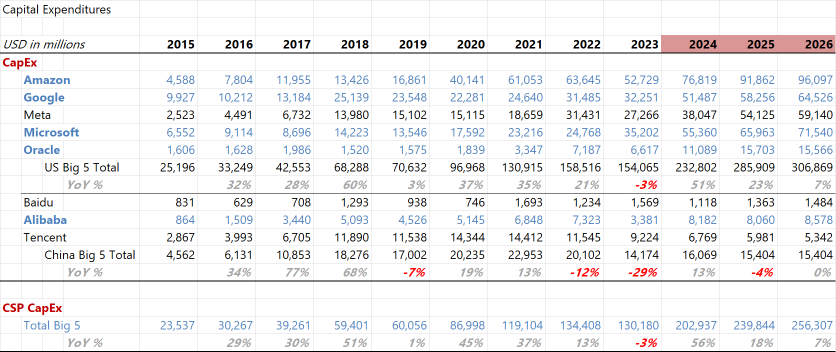 Capital Expenditures
USD in millions 2015 2016 2017 2018 2019 2020 2021 2022 2023 2024 2025 2026
CapEx
Amazon 4,588 7,804 11,955 13,426 16,861 40,141 61,053 63,645 52,729 76,819 91,862 96,097
Google 9,927 10,212 13,184 25,139 23,548 22,281 24,640 31,485 32,251 51,487 58,256 64,526
Meta 2,523 4,491 6,732 13,980 15,102 15,115 18,659 31,431 27,266 38,047 54,125 59,140
Microsoft 6,552 9,114 8,696 14,223 13,546 17,592 23,216 24,768 35,202 55,360 65,963 71,540
Oracle 1,606 1,628 1,986 1,520 1,575 1,839 3,347 7,187 6,617 11,089 15,703 15,566
US Big 5 Total 25,196 33,249 42,553 68,288 70,632 96,968 130,915 158,516 154,065 232,802 285,909 306,869
YoY % 32% 28% 60% 3% 37% 35% 21% -3% 51% 23% 7%
Baidu 831 629 708 1,293 938 746 1,693 1,234 1,569 1,118 1,363 1,484
Alibaba 864 1,509 3,440 5,093 4,526 5,145 6,848 7,323 3,381 8,182 8,060 8,578
Tencent 2,867 3,993 6,705 11,890 11,538 14,344 14,412 11,545 9,224 6,769 5,981 5,342
China Big 5 Total 4,562 6,131 10,853 18,276 17,002 20,235 22,953 20,102 14,174 16,069 15,404 15,404
YoY % 34% 77% 68% -7% 19% 13% -12% -29% 13% -4% 0%
CSP CapEx
Total Big 5 23,537 30,267 39,261 59,401 60,056 86,998 119,104 134,408 130,180 202,937 239,844 256,307
YoY % 29% 30% 51% 1% 45% 37% 13% -3% 56% 18% 7%